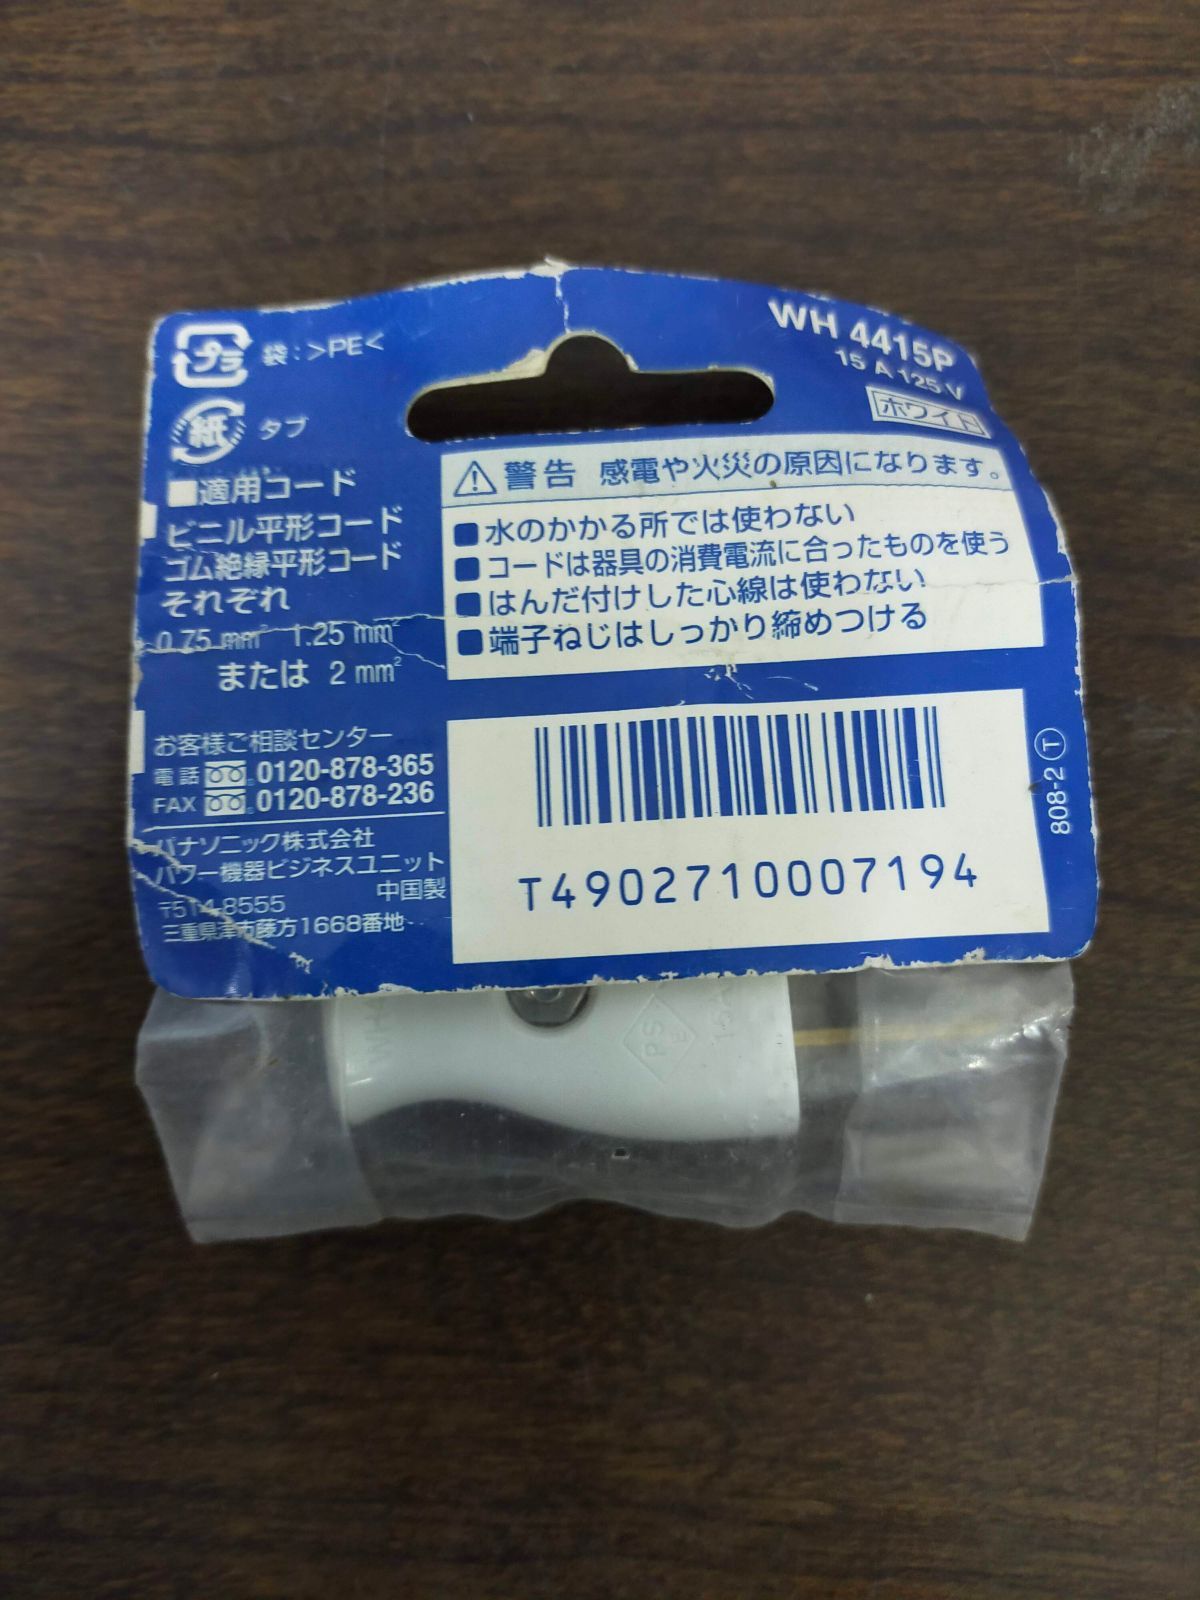 プラ 袋：>PE<
紙 タブ
WH 4415P
15 A 125 V
ホワイト
■適用コード
ビニル平形コード
ゴム絶縁平形コード
それぞれ
0.75 mm² 1.25 mm²
または 2 mm²
警告 感電や火災の原因になります。
■水のかかる所では使わない
■コードは器具の消費電流に合ったものを使う
■はんだ付けした心線は使わない
■端子ねじはしっかり締めつける
お客様ご相談センター
電話 0120-878-365
FAX 0120-878-236
パナソニック株式会社
パワー機器ビジネスユニット
中国製
〒514-8555
三重県津市藤方1668番地
T4902710007194
808-2 Ⓣ
PS
E
15A